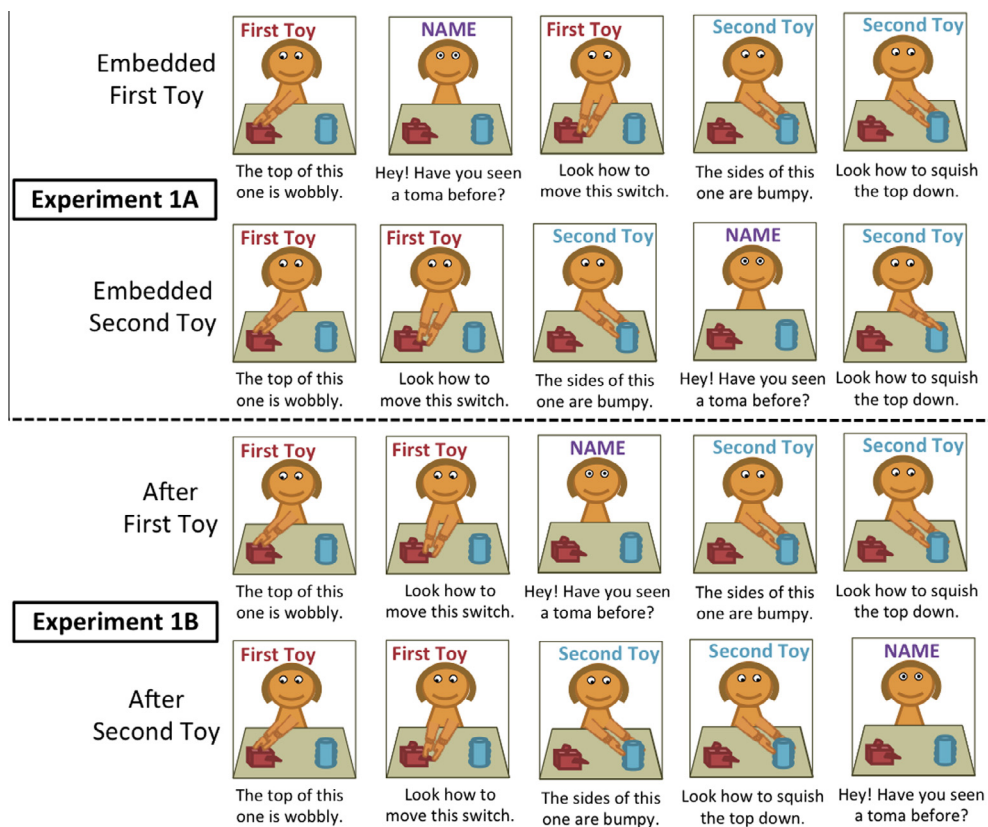 First Toy
NAME
First Toy
Second Toy
Second Toy
Embedded
First Toy
The top of this
one is wobbly.
Hey! Have you seen
a toma before?
Look how to
move this switch.
The sides of this
one are bumpy.
Look how to squish
the top down.
Experiment 1A
First Toy
First Toy
Second Toy
NAME
Second Toy
Embedded
Second Toy
The top of this
one is wobbly.
Look how to
move this switch.
The sides of this
one are bumpy.
Hey! Have you seen
a toma before?
Look how to squish
the top down.
First Toy
First Toy
NAME
Second Toy
Second Toy
After
First Toy
The top of this
one is wobbly.
Look how to
move this switch.
Hey! Have you seen
a toma before?
The sides of this
one are bumpy.
Look how to squish
the top down.
Experiment 1B
First Toy
First Toy
Second Toy
Second Toy
NAME
After
Second Toy
The top of this
one is wobbly.
Look how to
move this switch.
The sides of this
one are bumpy.
Look how to squish
the top down.
Hey! Have you seen
a toma before?